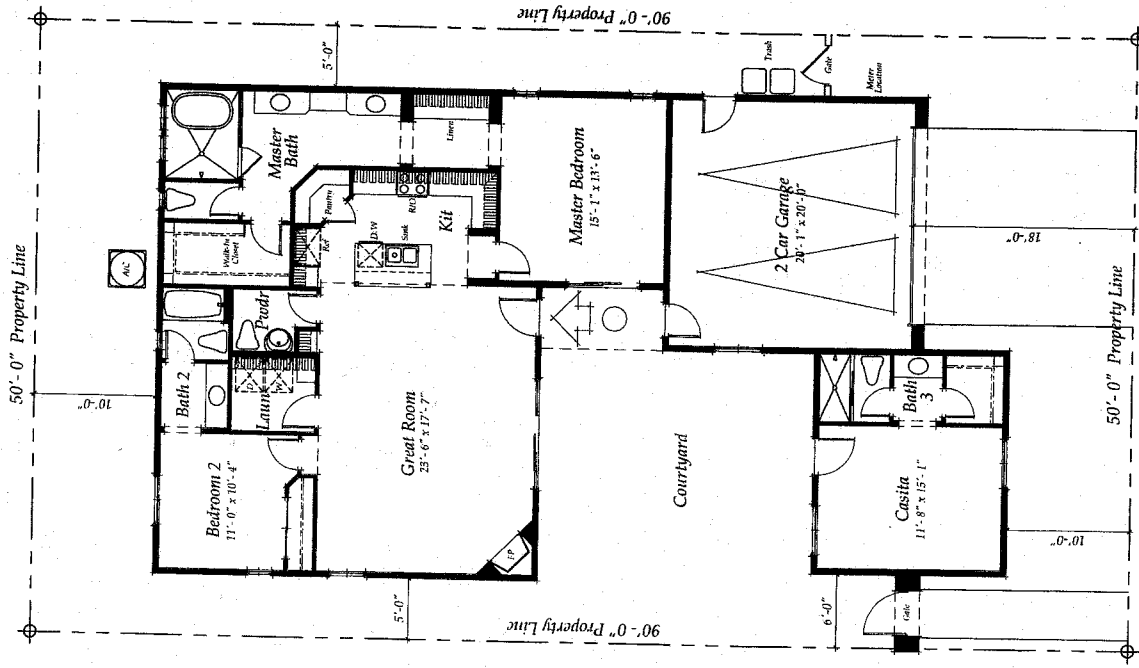 90'-0" Property Line
50'-0" Property Line
5'-0"
10'-0"
A/C
Master
Bath
Linen
Walk-In
Closet
Pantry
Ref
D.W
Sink
R/O
Kit
Pwdr
Bath 2
Laun
D
W
Bedroom 2
11'-0" x 10'-4"
Great Room
23'-6" x 17'-7"
FP
Master Bedroom
15'-1" x 13'-6"
2 Car Garage
20'-1" x 20'-0"
Trash
Gate
Meter
Location
18'-0"
Courtyard
Bath
3
Casita
11'-8" x 15'-1"
10'-0"
5'-0"
6'-0"
Gate
90'-0" Property Line
50'-0" Property Line